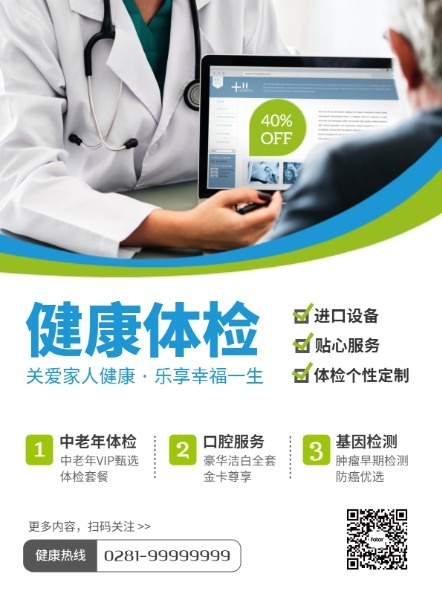 40%
OFF
健康体检
关爱家人健康 · 乐享幸福一生
进口设备
贴心服务
体检个性定制
1
中老年体检
中老年VIP甄选
体检套餐
2
口腔服务
豪华洁白全套
金卡尊享
3
基因检测
肿瘤早期检测
防癌优选
更多内容，扫码关注 >>
健康热线
0281-99999999
fotor